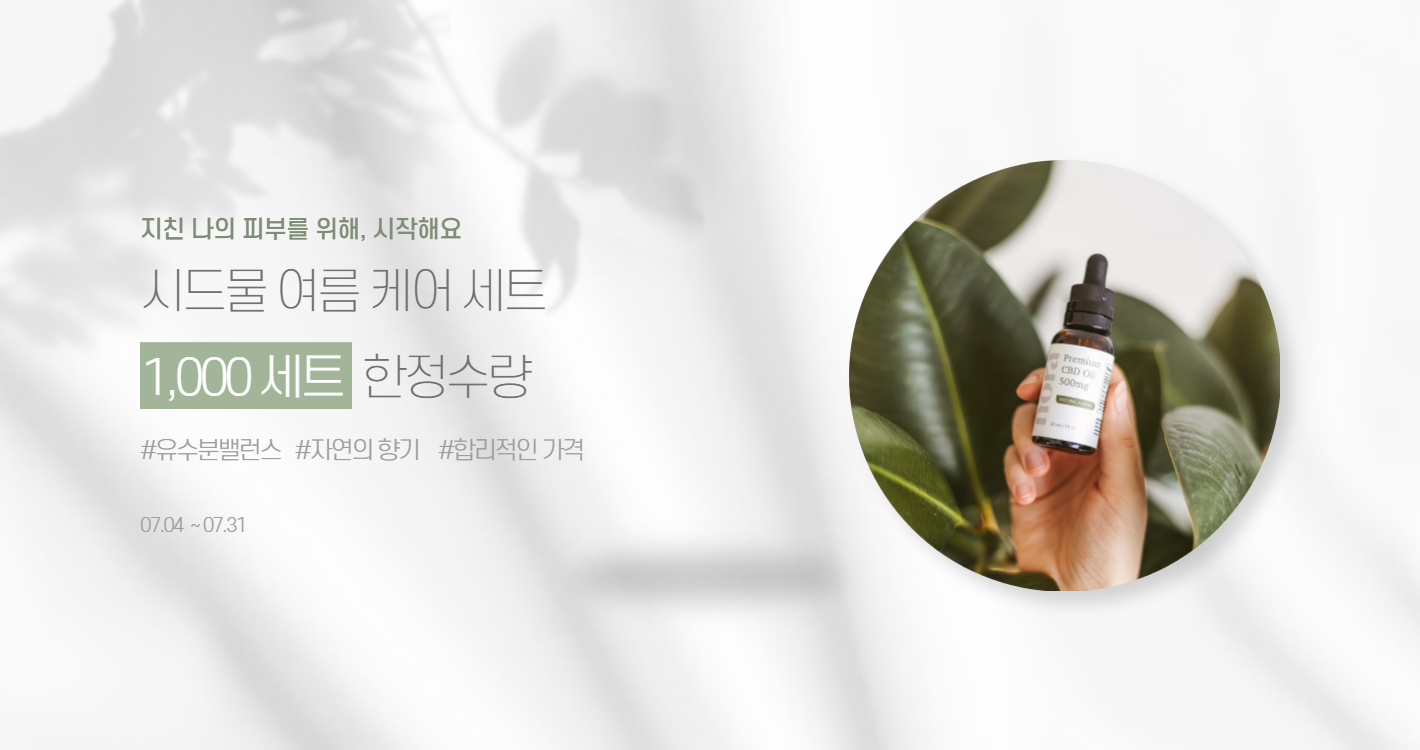 지친 나의 피부를 위해, 시작해요
시드물 여름 케어 세트
1,000 세트 한정수량
#유수분밸런스 #자연의 향기 #합리적인 가격
07.04 ~ 07.31
Premium
CBD Oil
500mg